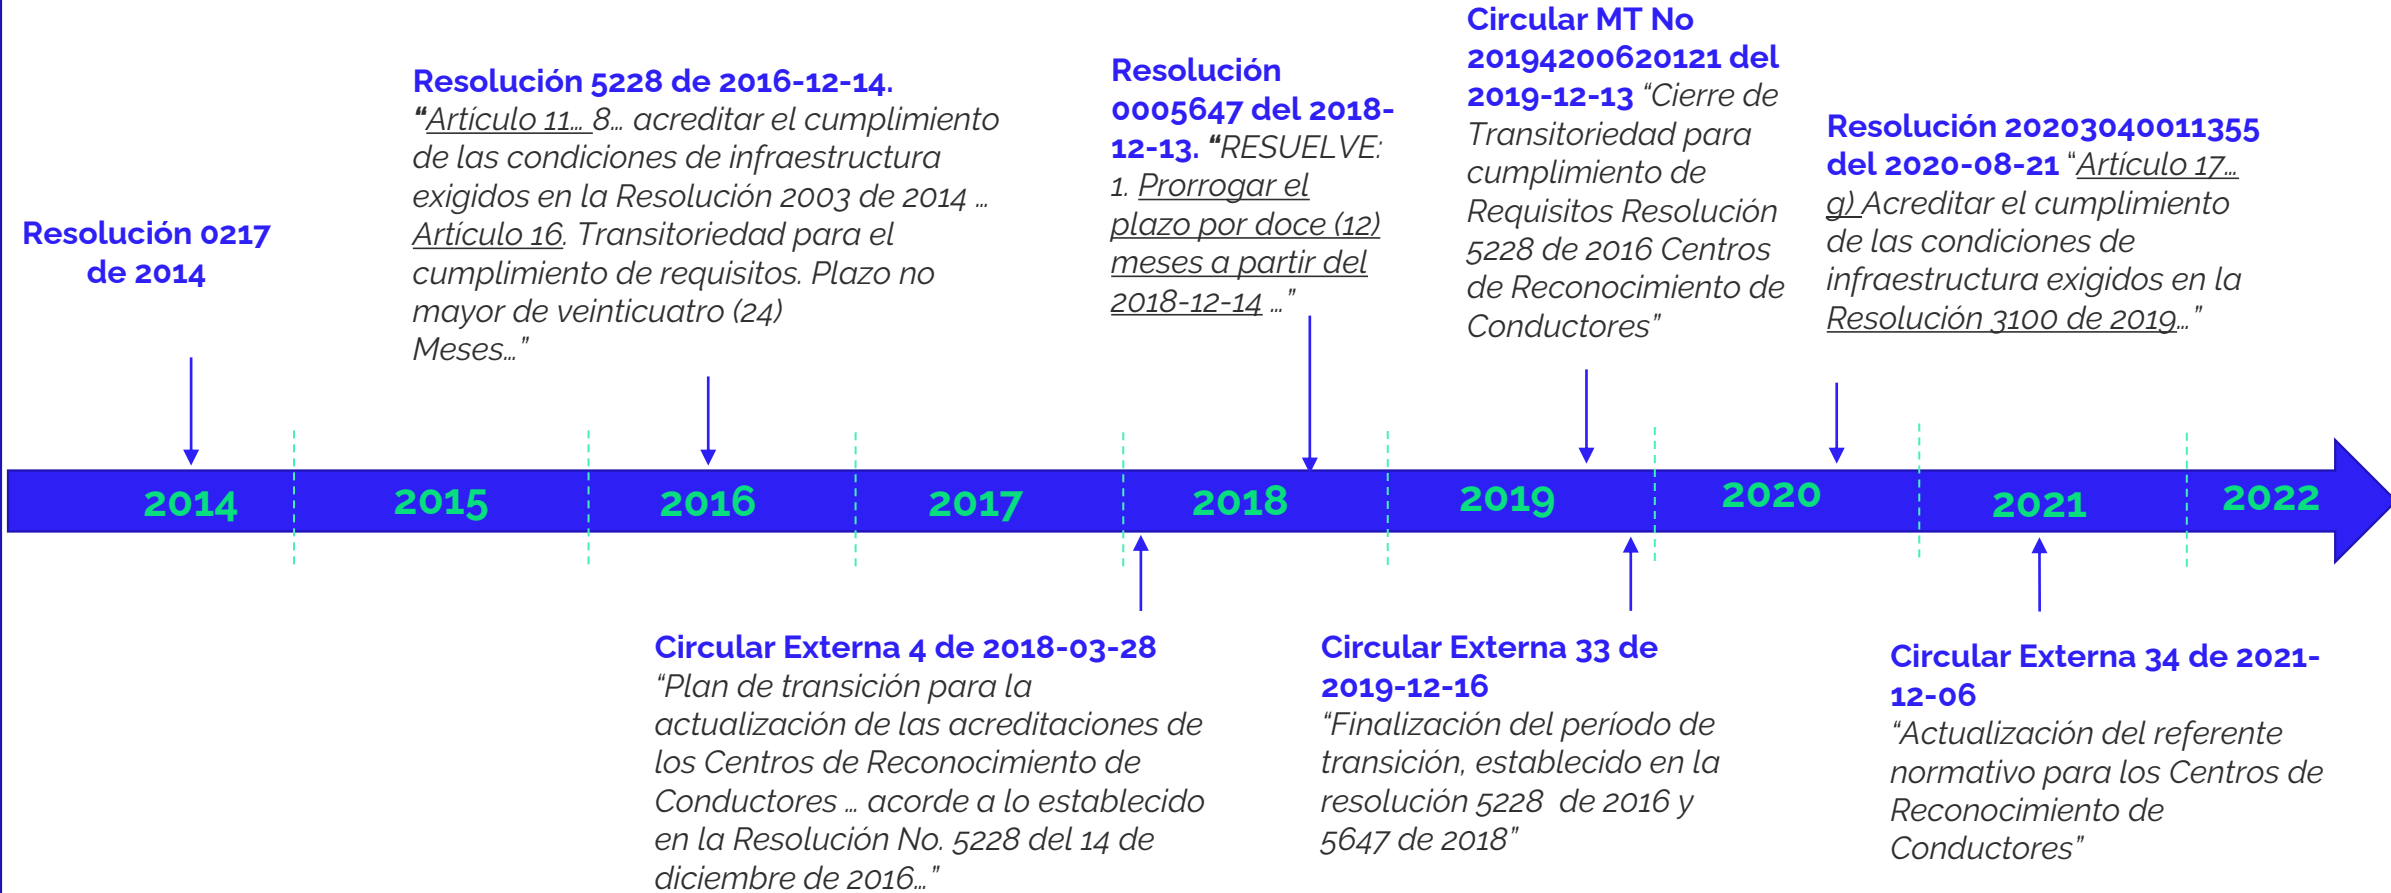 Resolución 0217
de 2014
Resolución 5228 de 2016-12-14.
“Artículo 11... 8... acreditar el cumplimiento
de las condiciones de infraestructura
exigidos en la Resolución 2003 de 2014 ...
Artículo 16. Transitoriedad para el
cumplimiento de requisitos. Plazo no
mayor de veinticuatro (24)
Meses...”
Resolución
0005647 del 2018-
12-13. “RESUELVE:
1. Prorrogar el
plazo por doce (12)
meses a partir del
2018-12-14 ...”
Circular MT No
20194200620121 del
2019-12-13 “Cierre de
Transitoriedad para
cumplimiento de
Requisitos Resolución
5228 de 2016 Centros
de Reconocimiento de
Conductores”
Resolución 20203040011355
del 2020-08-21 “Artículo 17...
g) Acreditar el cumplimiento
de las condiciones de
infraestructura exigidos en la
Resolución 3100 de 2019...”
2014 2015 2016 2017 2018 2019 2020 2021 2022
Circular Externa 4 de 2018-03-28
“Plan de transición para la
actualización de las acreditaciones de
los Centros de Reconocimiento de
Conductores ... acorde a lo establecido
en la Resolución No. 5228 del 14 de
diciembre de 2016...”
Circular Externa 33 de
2019-12-16
“Finalización del período de
transición, establecido en la
resolución 5228 de 2016 y
5647 de 2018”
Circular Externa 34 de 2021-
12-06
“Actualización del referente
normativo para los Centros de
Reconocimiento de
Conductores”